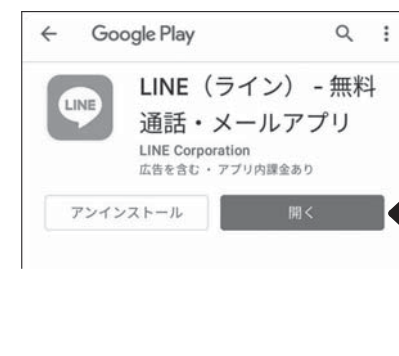 Google Play
LINE（ライン） - 無料
通話・メールアプリ
LINE
LINE Corporation
広告を含む・アプリ内課金あり
アンインストール
開く